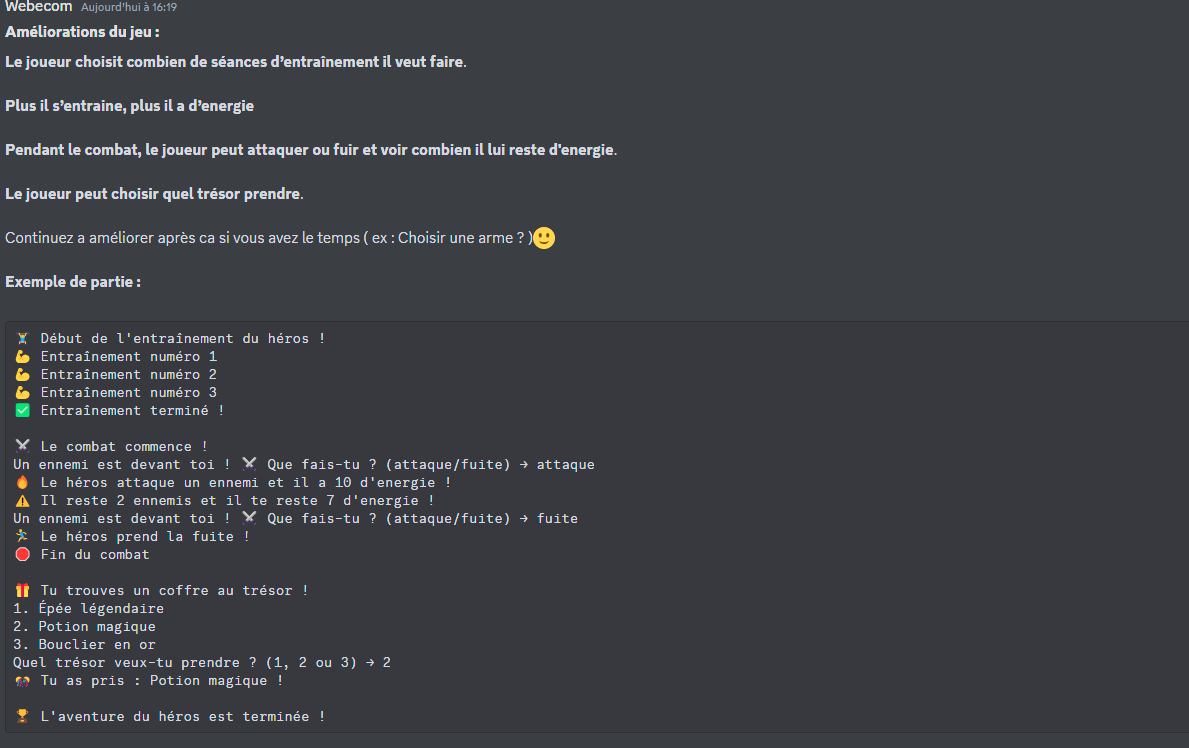 Webecom Aujourd'hui à 16:19
Améliorations du jeu :
Le joueur choisit combien de séances d’entraînement il veut faire.
Plus il s’entraine, plus il a d’energie
Pendant le combat, le joueur peut attaquer ou fuir et voir combien il lui reste d’energie.
Le joueur peut choisir quel trésor prendre.
Continuez a améliorer après ca si vous avez le temps ( ex : Choisir une arme ? )🙂
Exemple de partie :
🏋️ Début de l'entraînement du héros !
💪 Entraînement numéro 1
💪 Entraînement numéro 2
💪 Entraînement numéro 3
✅ Entraînement terminé !
⚔️ Le combat commence !
Un ennemi est devant toi ! ⚔️ Que fais-tu ? (attaque/fuite) → attaque
🔥 Le héros attaque un ennemi et il a 10 d'energie !
⚠️ Il reste 2 ennemis et il te reste 7 d'energie !
Un ennemi est devant toi ! ⚔️ Que fais-tu ? (attaque/fuite) → fuite
🏃 Le héros prend la fuite !
🛑 Fin du combat
🎁 Tu trouves un coffre au trésor !
1. Épée légendaire
2. Potion magique
3. Bouclier en or
Quel trésor veux-tu prendre ? (1, 2 ou 3) → 2
🎊 Tu as pris : Potion magique !
🏆 L'aventure du héros est terminée !